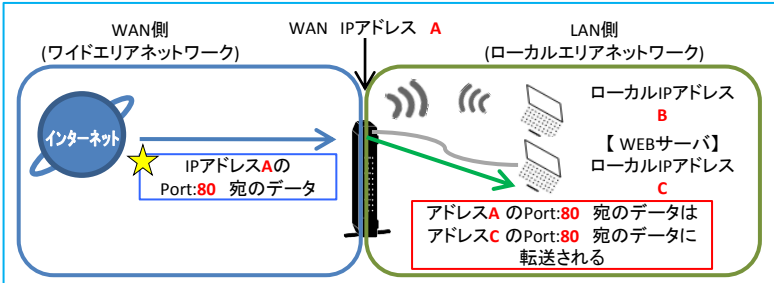 WAN側
(ワイドエリアネットワーク)
WAN IPアドレス A
LAN側
(ローカルエリアネットワーク)
インターネット
IPアドレスAの
Port:80 宛のデータ
ローカルIPアドレス
B
【 WEBサーバ】
ローカルIPアドレス
C
アドレスA のPort:80 宛のデータは
アドレスC のPort:80 宛のデータに
転送される